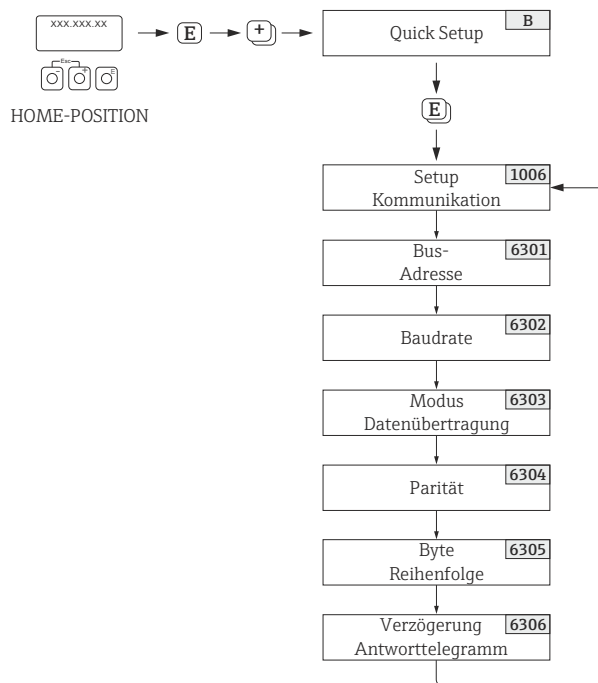 xxx.xxx.xx
Esc
- + E
HOME-POSITION
E
+
Quick Setup
B
E
Setup
Kommunikation
1006
Bus-
Adresse
6301
Baudrate
6302
Modus
Datenübertragung
6303
Parität
6304
Byte
Reihenfolge
6305
Verzögerung
Antworttelegramm
6306